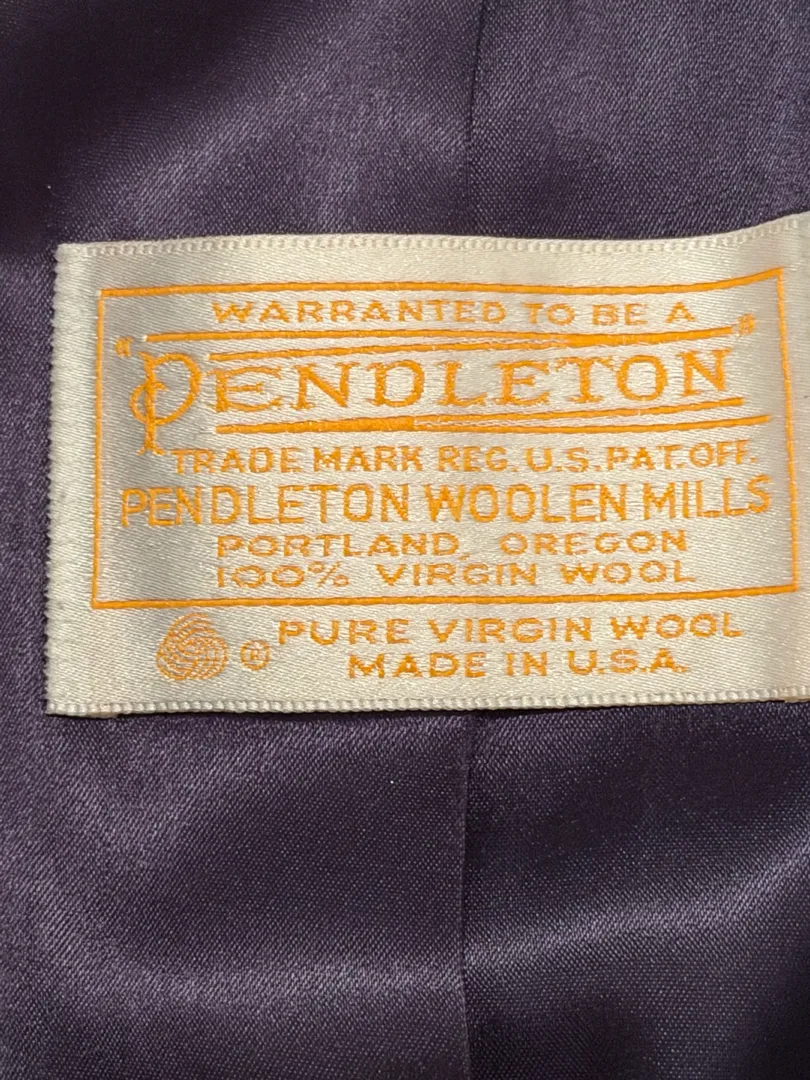 WARRANTED TO BE A
"PENDLETON"
TRADE MARK REG. U.S. PAT. OFF.
PENDLETON WOOLEN MILLS
PORTLAND, OREGON
100% VIRGIN WOOL
® PURE VIRGIN WOOL
MADE IN U.S.A.